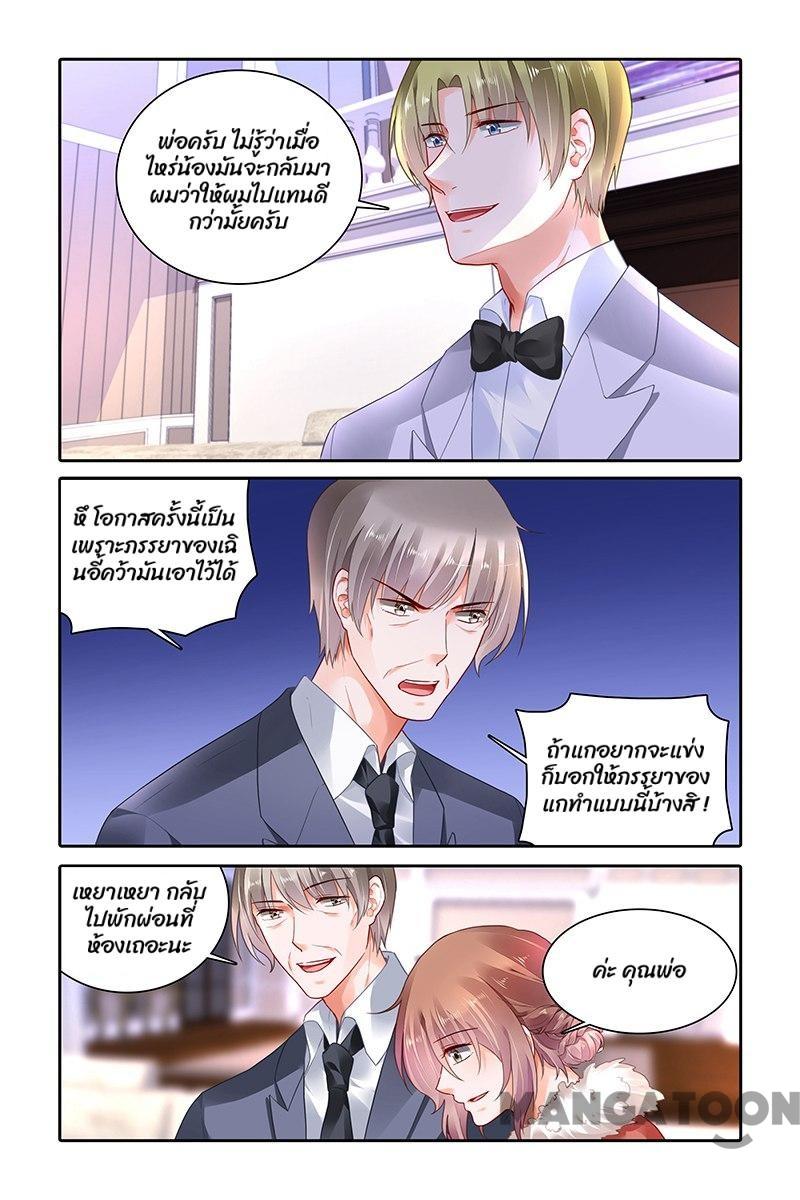 พ่อครับ ไม่รู้ว่าเมื่อ
ไหร่น้องมันจะกลับมา
ผมว่าให้ผมไปแทนดี
กว่ามั้ยครับ
หึ โอกาสครั้งนี้เป็น
เพราะภรรยาของเฉิ
นอี้คว้ามันเอาไว้ได้
ถ้าแกอยากจะแข่ง
ก็บอกให้ภรรยาของ
แกทำแบบนี้บ้างสิ !
เหยาเหยา กลับ
ไปพักผ่อนที่
ห้องเถอะนะ
ค่ะ คุณพ่อ
MANGATOON